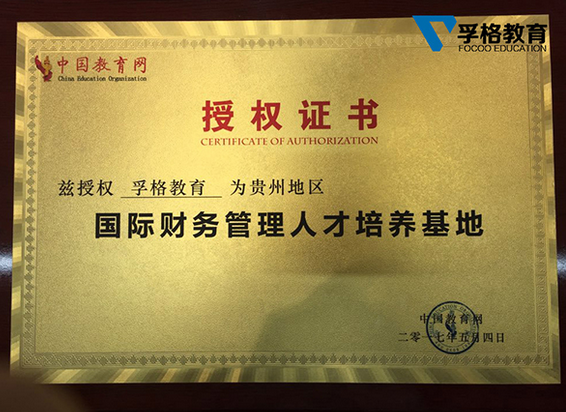 孚格教育
FOCOO EDUCATION
中国教育网
China Education Organization
授权证书
CERTIFICATE OF AUTHORIZATION
兹授权 孚格教育 为贵州地区
国际财务管理人才培养基地
中国教育网
二零一七年五月四日